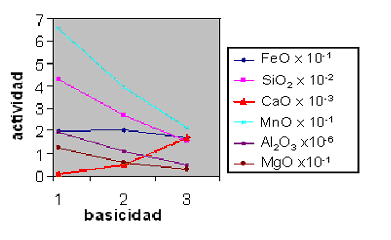 7
6
5
4
3
2
1
0
actividad
1 2 3
basicidad
FeO x 10⁻¹
SiO₂ x 10⁻²
CaO x 10⁻³
MnO x 10⁻¹
Al₂O₃ x10⁻⁶
MgO x10⁻¹